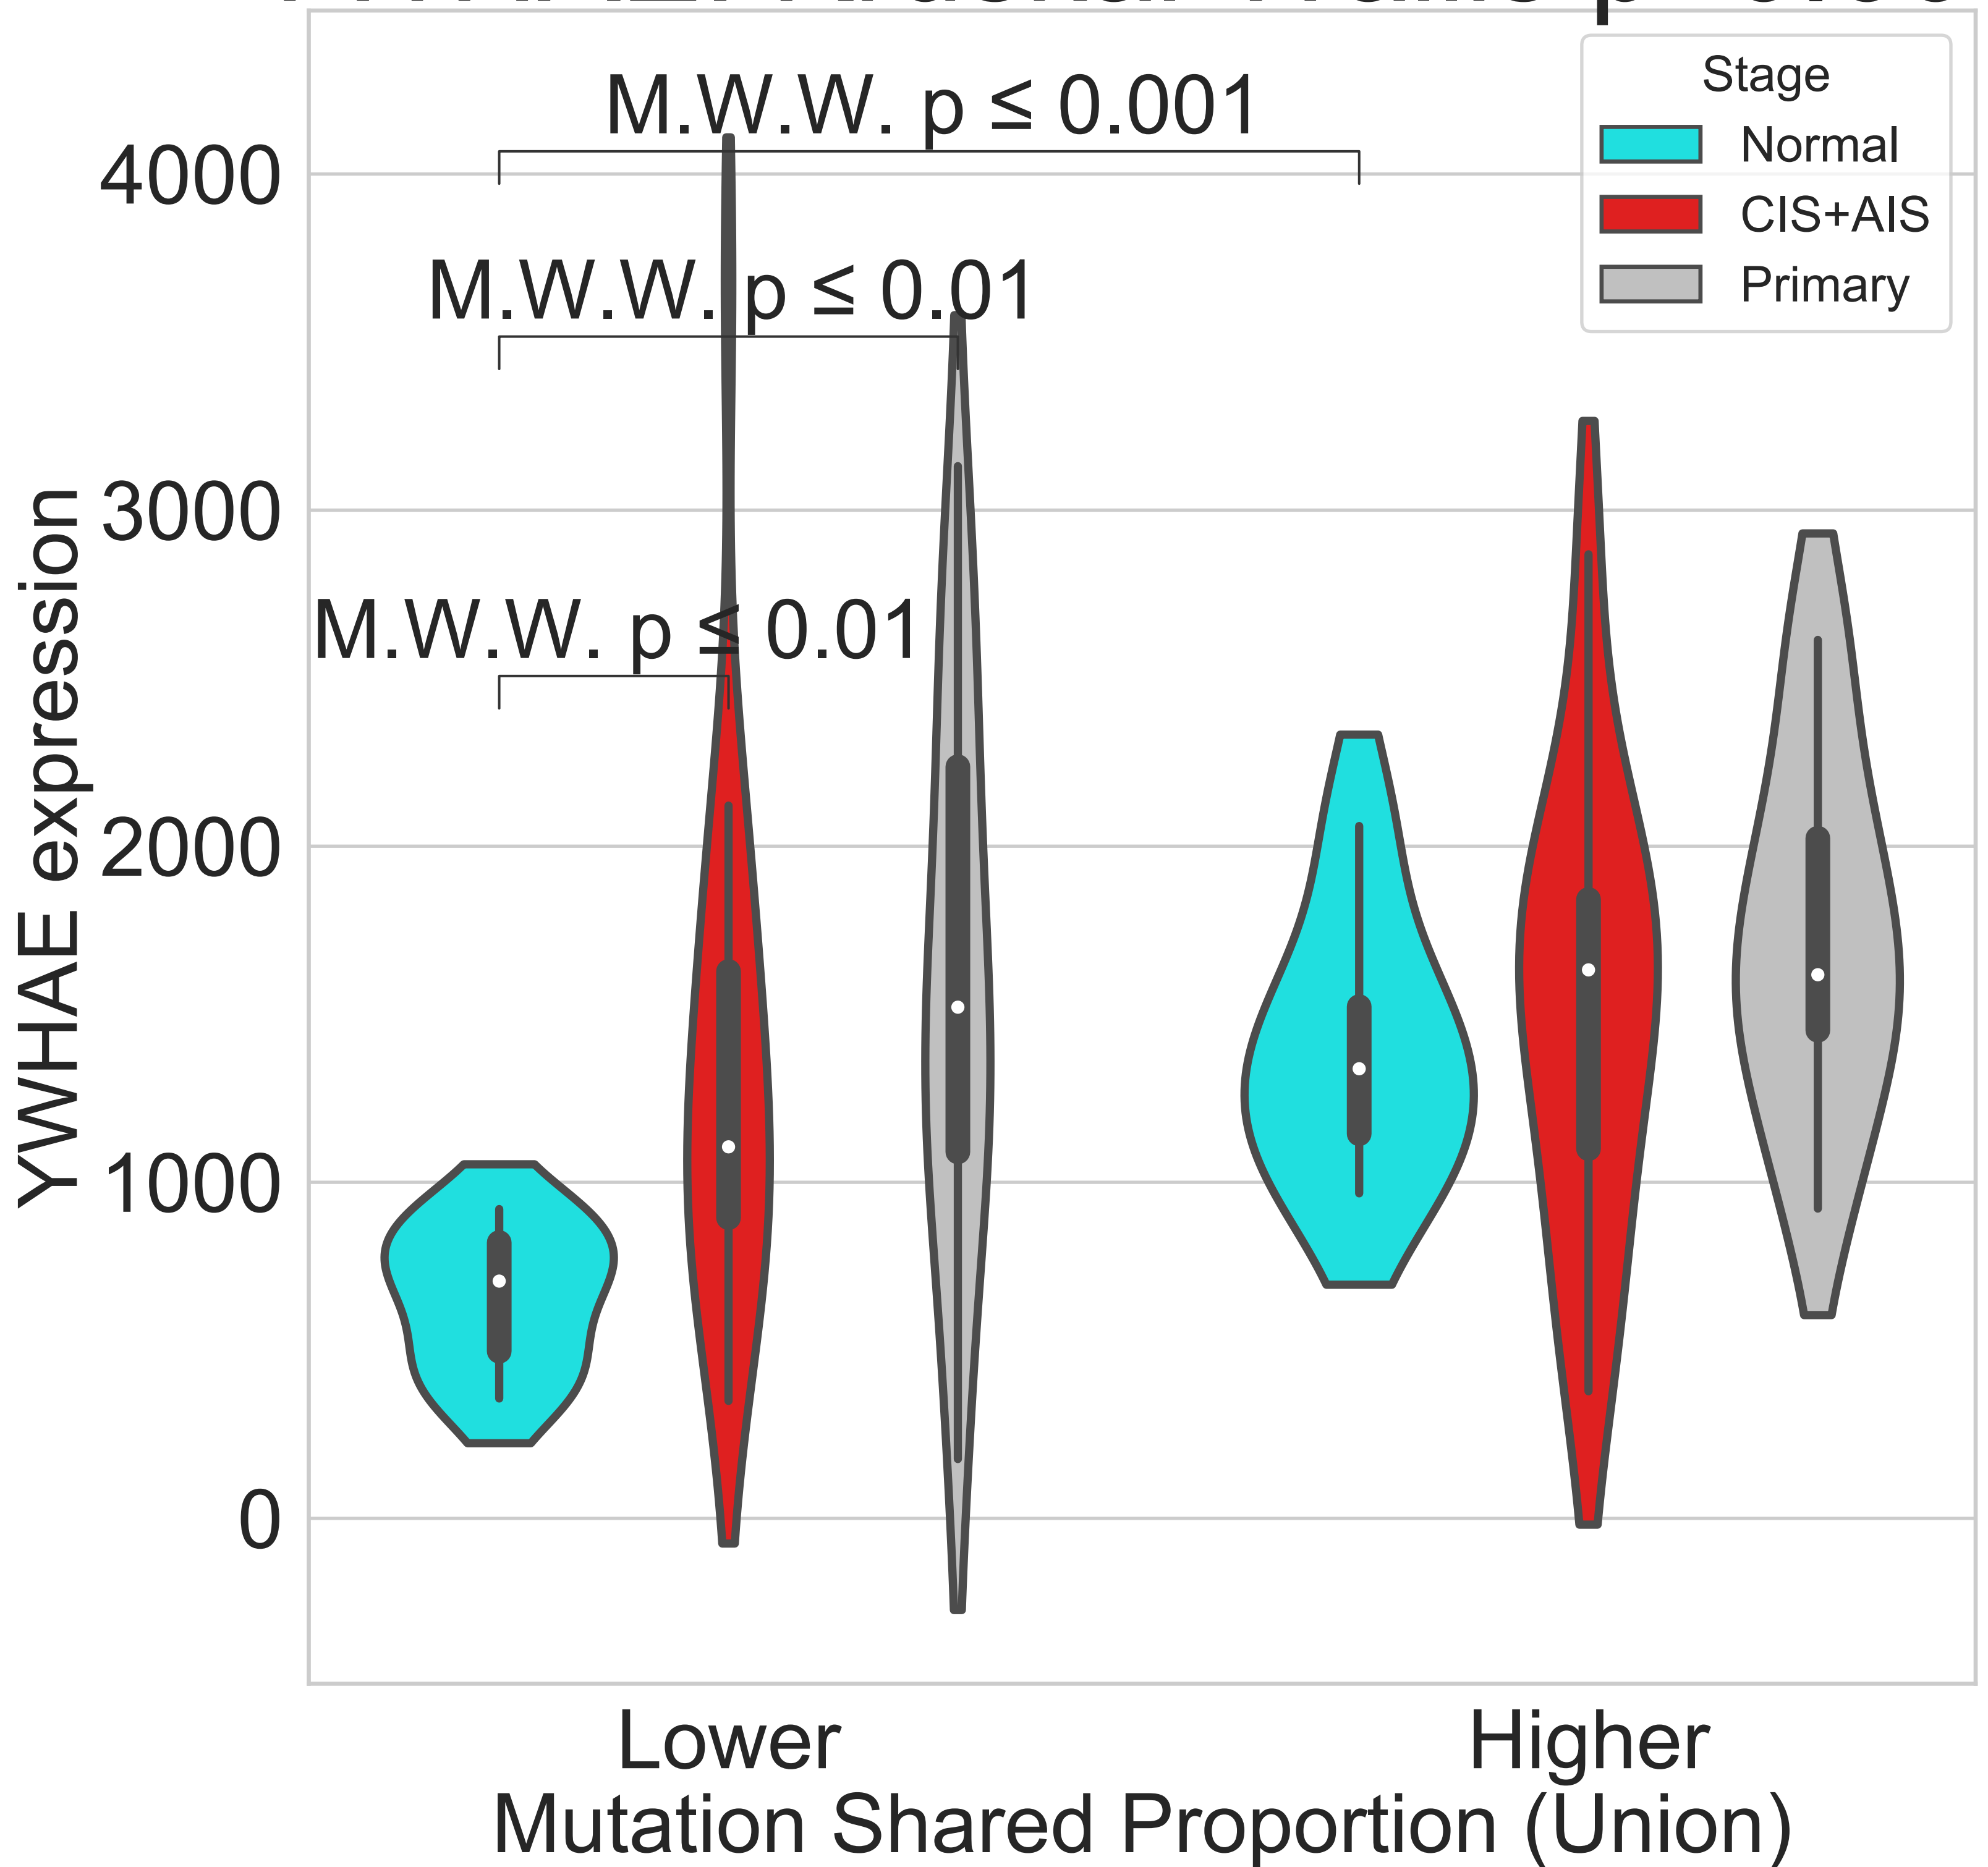 M.W.W. p ≤ 0.001
Stage
Normal
CIS+AIS
Primary
4000
M.W.W. p ≤ 0.01
3000
M.W.W. p ≤ 0.01
2000
1000
0
YWHAE expression
Lower
Higher
Mutation Shared Proportion (Union)